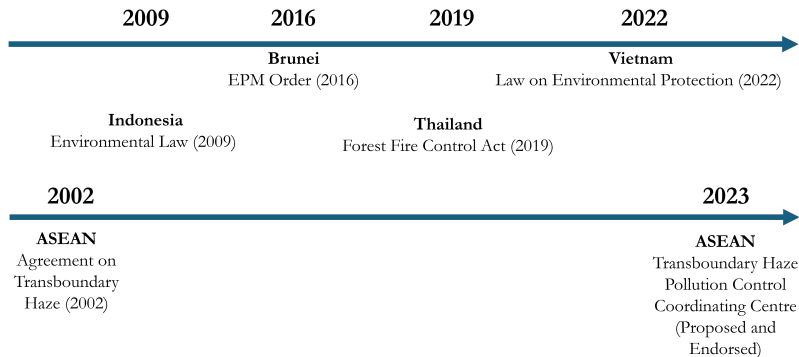 2009 2016 2019 2022
Brunei
EPM Order (2016)
Vietnam
Law on Environmental Protection (2022)
Indonesia
Environmental Law (2009)
Thailand
Forest Fire Control Act (2019)
2002 2023
ASEAN
Agreement on
Transboundary
Haze (2002)
ASEAN
Transboundary Haze
Pollution Control
Coordinating Centre
(Proposed and
Endorsed)